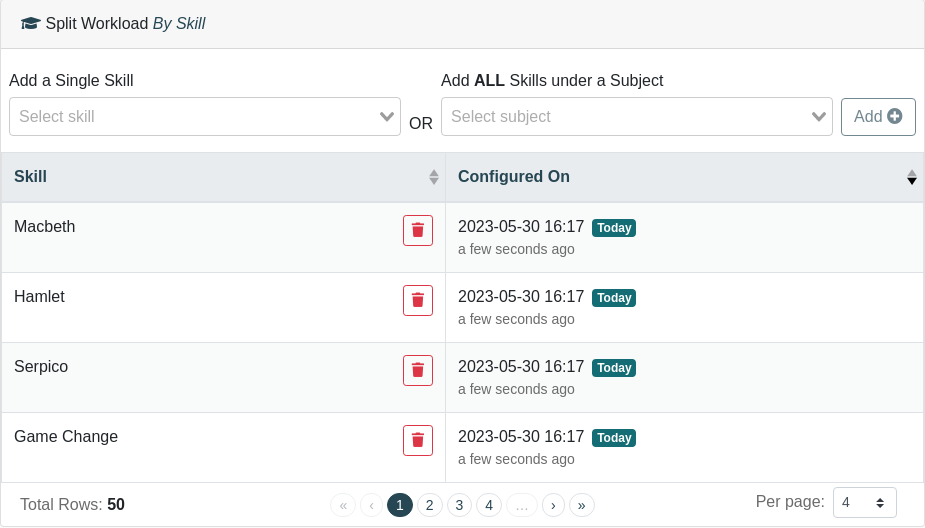 Split Workload By Skill
Add a Single Skill
Add ALL Skills under a Subject
Select skill
OR
Select subject
Add
Skill
Configured On
Macbeth
2023-05-30 16:17 Today
a few seconds ago
Hamlet
2023-05-30 16:17 Today
a few seconds ago
Serpico
2023-05-30 16:17 Today
a few seconds ago
Game Change
2023-05-30 16:17 Today
a few seconds ago
Total Rows: 50
« ‹ 1 2 3 4 … › »
Per page: 4